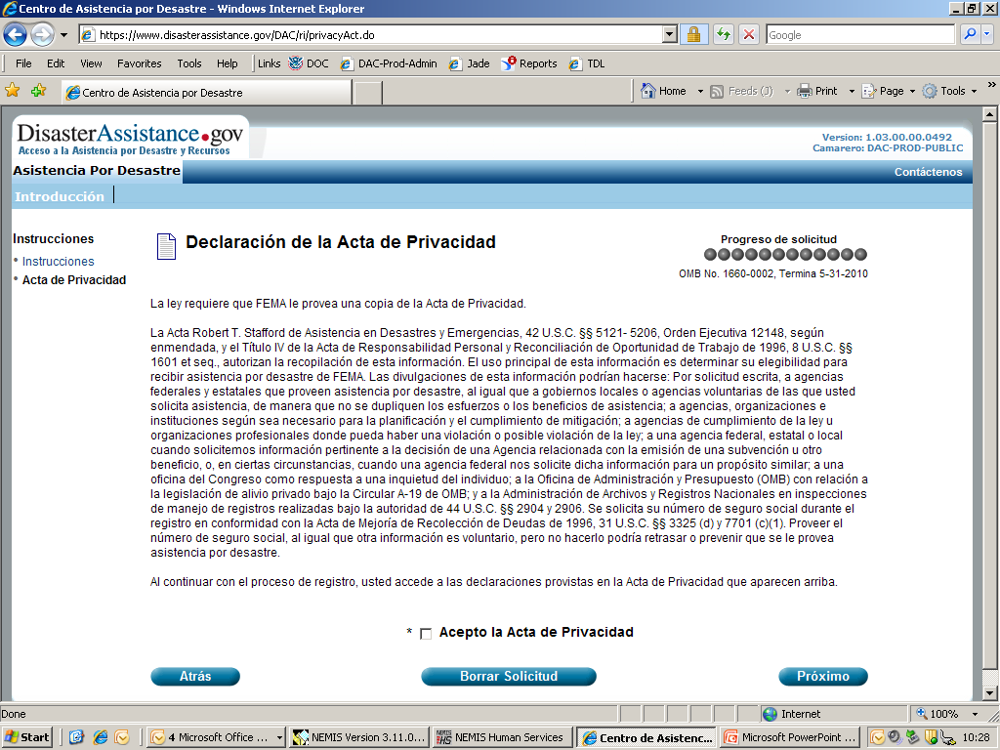 Centro de Asistencia por Desastre - Windows Internet Explorer
https://www.disasterassistance.gov/DAC/ri/privacyAct.do
Google
File Edit View Favorites Tools Help
Links DOC DAC-Prod-Admin Jade Reports TDL
Centro de Asistencia por Desastre
Home Feeds (J) Print Page Tools »
DisasterAssistance.gov
Acceso a la Asistencia por Desastre y Recursos
Version: 1.03.00.00.0492
Camarero: DAC-PROD-PUBLIC
Asistencia Por Desastre
Contáctenos
Introducción
Instrucciones
• Instrucciones
• Acta de Privacidad
Declaración de la Acta de Privacidad
Progreso de solicitud
OMB No. 1660-0002, Termina 5-31-2010
La ley requiere que FEMA le provea una copia de la Acta de Privacidad.
La Acta Robert T. Stafford de Asistencia en Desastres y Emergencias, 42 U.S.C. §§ 5121- 5206, Orden Ejecutiva 12148, según
enmendada, y el Título IV de la Acta de Responsabilidad Personal y Reconciliación de Oportunidad de Trabajo de 1996, 8 U.S.C. §§
1601 et seq., autorizan la recopilación de esta información. El uso principal de esta información es determinar su elegibilidad para
recibir asistencia por desastre de FEMA. Las divulgaciones de esta información podrían hacerse: Por solicitud escrita, a agencias
federales y estatales que proveen asistencia por desastre, al igual que a gobiernos locales o agencias voluntarias de las que usted
solicita asistencia, de manera que no se dupliquen los esfuerzos o los beneficios de asistencia; a agencias, organizaciones e
instituciones según sea necesario para la planificación y el cumplimiento de mitigación; a agencias de cumplimiento de la ley u
organizaciones profesionales donde pueda haber una violación o posible violación de la ley; a una agencia federal, estatal o local
cuando solicitemos información pertinente a la decisión de una Agencia relacionada con la emisión de una subvención u otro
beneficio, o, en ciertas circunstancias, cuando una agencia federal nos solicite dicha información para un propósito similar; a una
oficina del Congreso como respuesta a una inquietud del individuo; a la Oficina de Administración y Presupuesto (OMB) con relación a
la legislación de alivio privado bajo la Circular A-19 de OMB; y a la Administración de Archivos y Registros Nacionales en inspecciones
de manejo de registros realizadas bajo la autoridad de 44 U.S.C. §§ 2904 y 2906. Se solicita su número de seguro social durante el
registro en conformidad con la Acta de Mejoría de Recolección de Deudas de 1996, 31 U.S.C. §§ 3325 (d) y 7701 (c)(1). Proveer el
número de seguro social, al igual que otra información es voluntario, pero no hacerlo podría retrasar o prevenir que se le provea
asistencia por desastre.
Al continuar con el proceso de registro, usted accede a las declaraciones provistas en la Acta de Privacidad que aparecen arriba.
* Acepto la Acta de Privacidad
Atrás
Borrar Solicitud
Próximo
Done
Internet
100%
Start
4 Microsoft Office ...
NEMIS Version 3.11.0...
NEMIS Human Services
Centro de Asistenc...
Microsoft PowerPoint ...
10:28